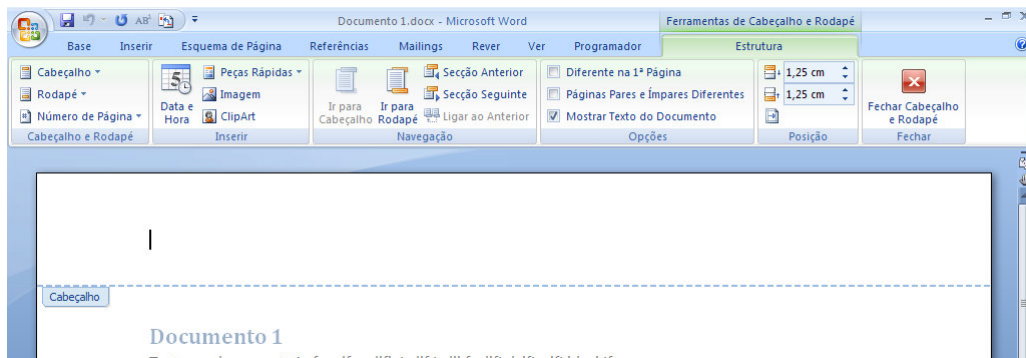 Documento 1.docx - Microsoft Word
Ferramentas de Cabeçalho e Rodapé
Base Inserir Esquema de Página Referências Mailings Rever Ver Programador Estrutura
Cabeçalho
Rodapé
Número de Página
Cabeçalho e Rodapé
Data e
Hora
Peças Rápidas
Imagem
ClipArt
Inserir
Ir para
Cabeçalho
Ir para
Rodapé
Secção Anterior
Secção Seguinte
Ligar ao Anterior
Navegação
Diferente na 1ª Página
Páginas Pares e Ímpares Diferentes
Mostrar Texto do Documento
Opções
1,25 cm
1,25 cm
Posição
Fechar Cabeçalho
e Rodapé
Fechar
Cabeçalho
Documento 1